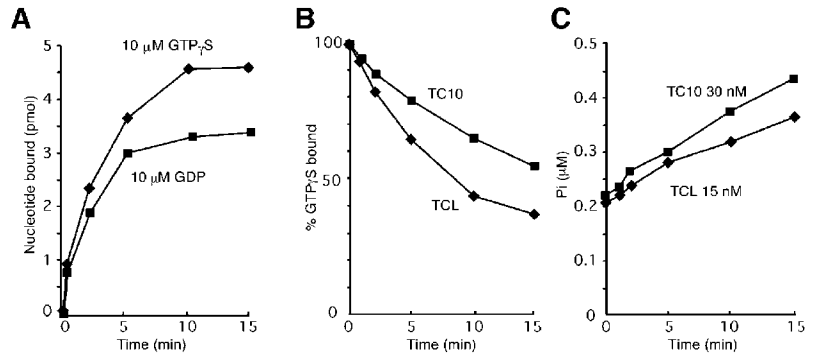 A
10 μM GTPγS
10 μM GDP
Nucleotide bound (pmol)
5
4
3
2
1
0
0 5 10 15
Time (min)
B
TC10
TCL
% GTPγS bound
100
50
0
0 5 10 15
Time (min)
C
TC10 30 nM
TCL 15 nM
Pi (μM)
0.5
0.4
0.3
0.2
0.1
0
0 5 10 15
Time (min)